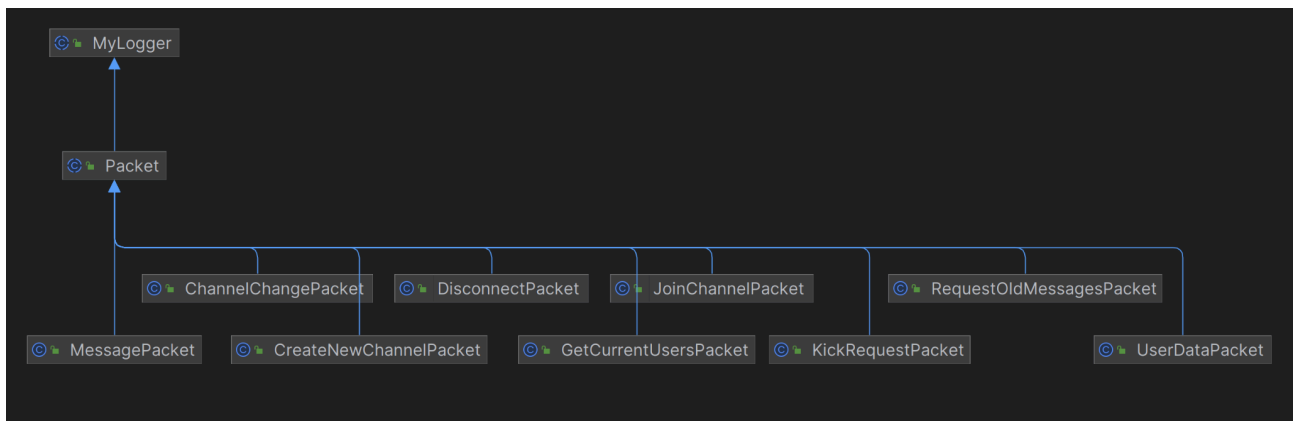 MyLogger
Packet
ChannelChangePacket
DisconnectPacket
JoinChannelPacket
RequestOldMessagesPacket
MessagePacket
CreateNewChannelPacket
GetCurrentUsersPacket
KickRequestPacket
UserDataPacket